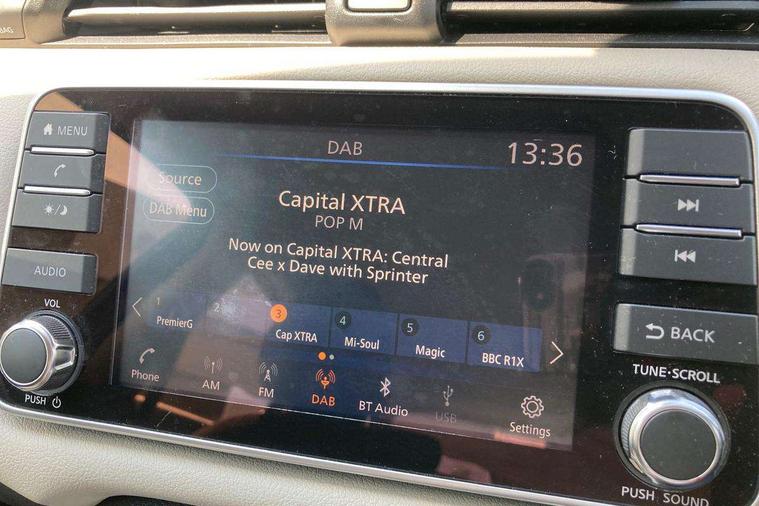 BAG
MENU
AUDIO
VOL
PUSH
DAB
13:36
Source
DAB Menu
Capital XTRA
POP M
Now on Capital XTRA: Central
Cee x Dave with Sprinter
1
PremierG
2
3
Cap XTRA
4
Mi-Soul
5
Magic
6
BBC R1X
Phone
AM
FM
DAB
BT Audio
USB
Settings
BACK
TUNE·SCROLL
PUSH SOUND